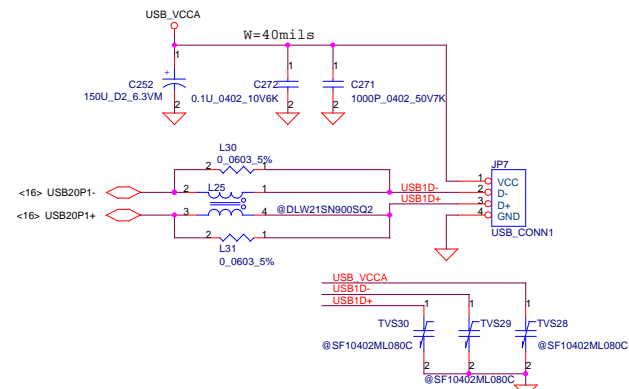 USB_VCCA
W=40mils
1
C252
150U_D2_6.3VM
2
1
C272
0.1U_0402_10V6K
2
1
C271
1000P_0402_50V7K
2
L30
0_0603_5%
2 1
<16> USB20P1-
2 L25 1
<16> USB20P1+
3 4 @DLW21SN900SQ2
2 1
L31
0_0603_5%
USB1D-
USB1D+
JP7
1 VCC
2 D-
3 D+
4 GND
USB_CONN1
USB_VCCA
USB1D-
USB1D+
1 1 1
TVS30 TVS29 TVS28
@SF10402ML080C @SF10402ML080C
2 2 2
@SF10402ML080C